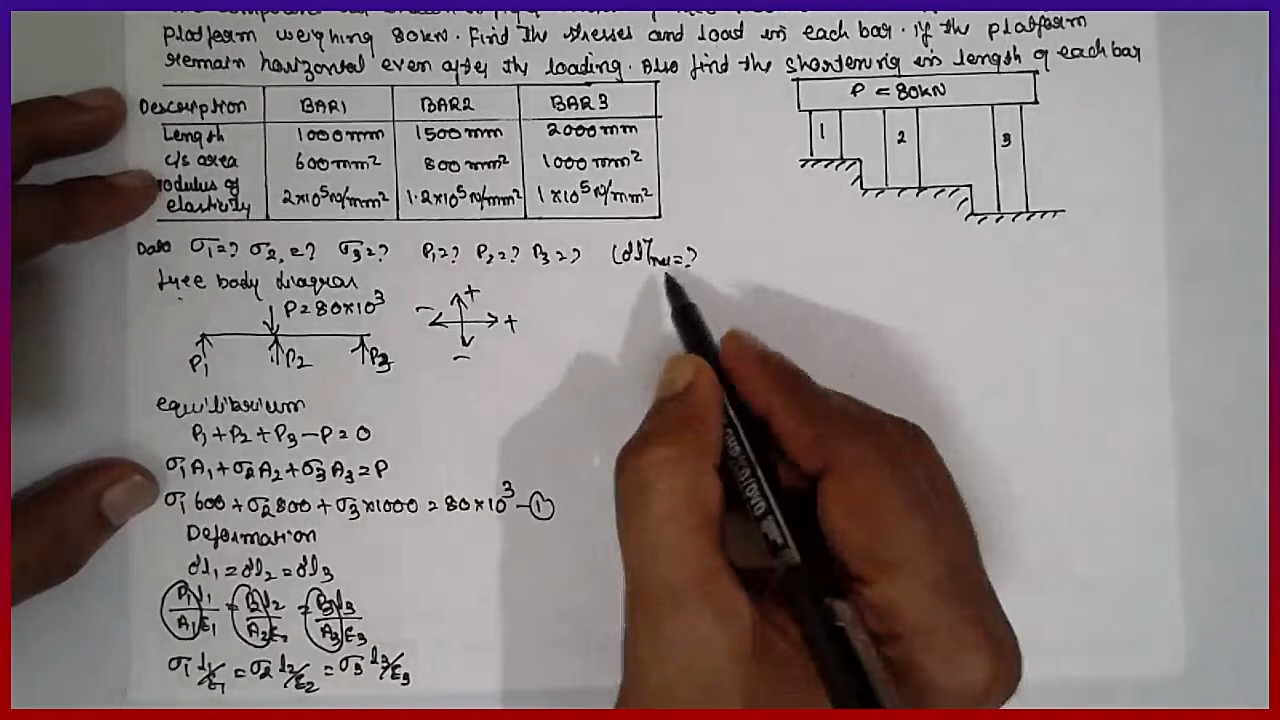 platform weighing 80kN. Find the stresses and load in each bar. if the platform
remain horizontal even after the loading. Also find the shortening in length of each bar
Description BAR1 BAR2 BAR3
Length 1000mm 1500mm 2000mm
c/s area 600mm² 800mm² 1000mm²
modulus of elasticity 2×10⁵N/mm² 1.2×10⁵N/mm² 1×10⁵N/mm²
P = 80kN
1 2 3
Data σ1=? σ2=? σ3=? P1=? P2=? P3=?
free body diagram
P=80×10³
P1 P2 P3
+ - + -
equilibrium
P1+P2+P3-P=0
σ1A1+σ2A2+σ3A3=P
σ1 600+σ2 800+σ3×1000=80×10³-①
Deformation
dl1=dl2=dl3
P1l1/A1E1=P2l2/A2E2=P3l3/A3E3
σ1 l1/E1=σ2 l2/E2=σ3 l3/E3